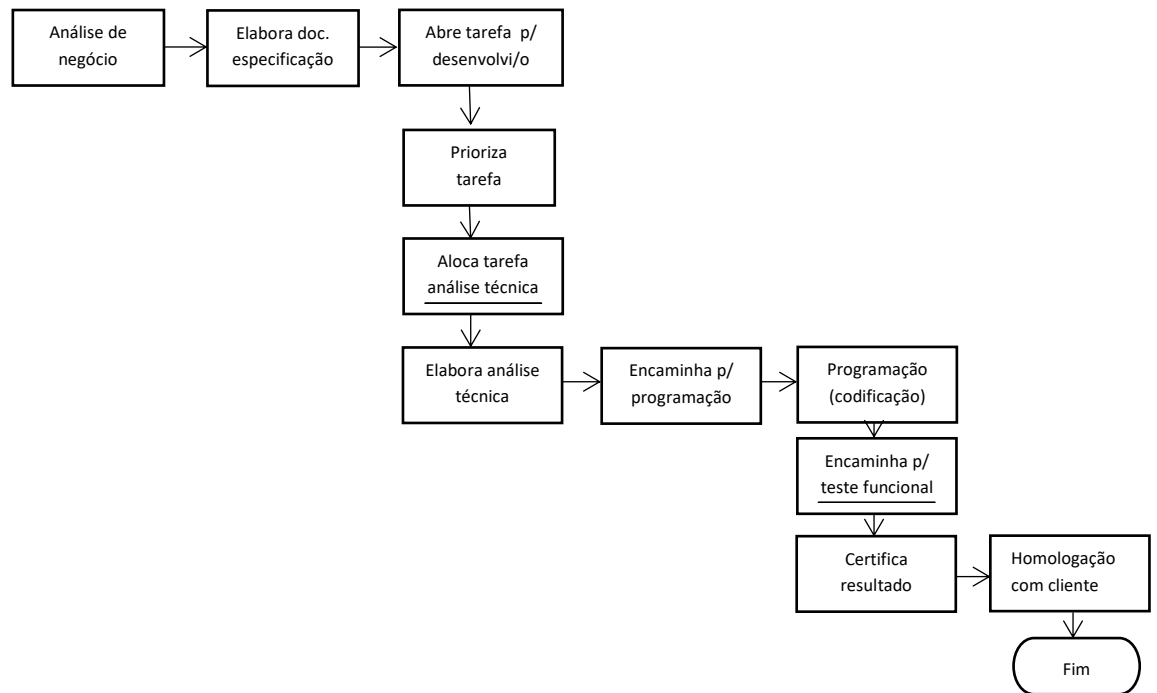 Análise de
negócio
Elabora doc.
especificação
Abre tarefa p/
desenvolvi/o
Prioriza
tarefa
Aloca tarefa
análise técnica
Elabora análise
técnica
Encaminha p/
programação
Programação
(codificação)
Encaminha p/
teste funcional
Certifica
resultado
Homologação
com cliente
Fim